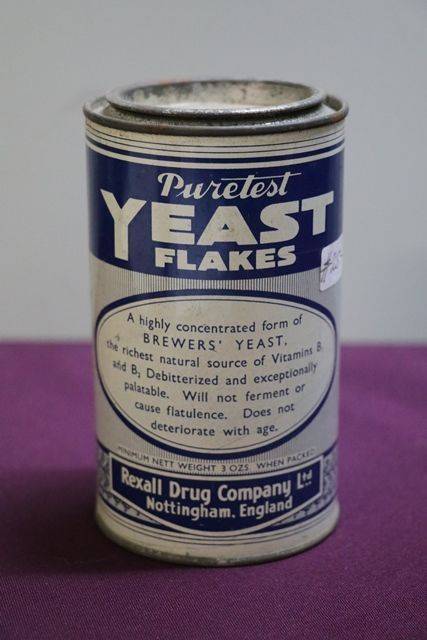 Puretest
YEAST
FLAKES
A highly concentrated form of
BREWERS' YEAST,
the richest natural source of Vitamins B₁
and B₂ Debitterized and exceptionally
palatable. Will not ferment or
cause flatulence. Does not
deteriorate with age.
MINIMUM NETT WEIGHT 3 OZS. WHEN PACKED
Rexall Drug Company Ltd
Nottingham. England